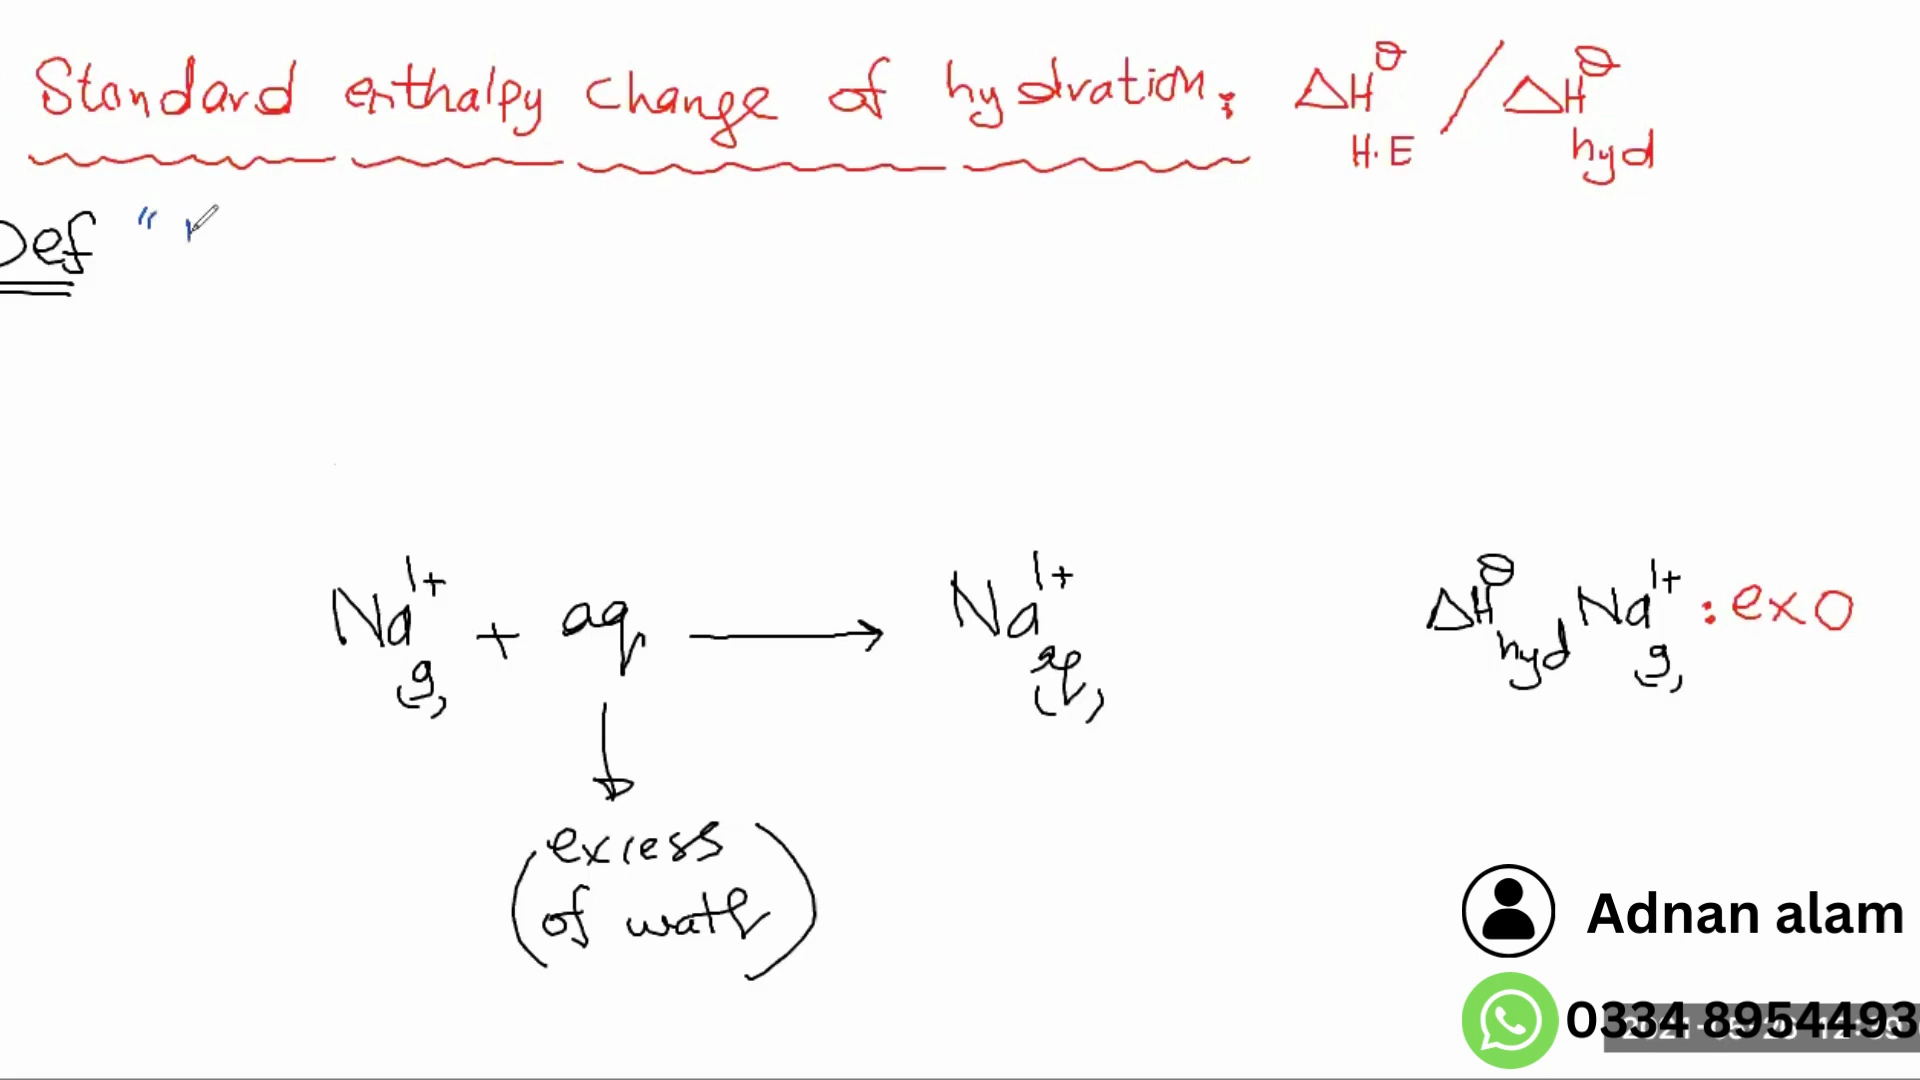 Standard enthalpy change of hydration: ΔH⊖ H.E / ΔH⊖ hyd
Def "
Na1+(g) + aq ⟶ Na1+(aq) ΔH⊖hyd Na1+(g) : exo
(excess
of water)
Adnan alam
0334 8954493